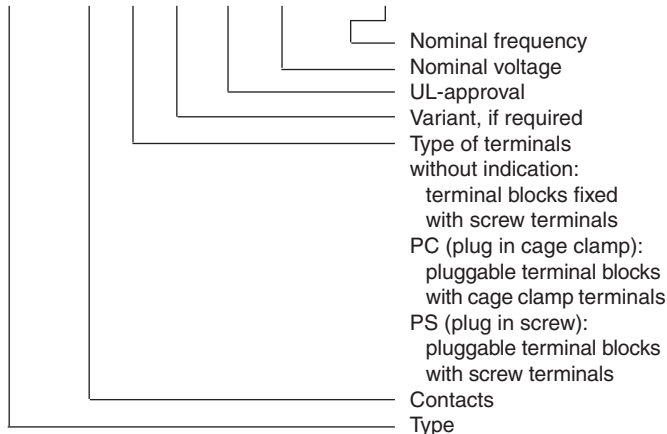 Nominal frequency
Nominal voltage
UL-approval
Variant, if required
Type of terminals
without indication:
terminal blocks fixed
with screw terminals
PC (plug in cage clamp):
pluggable terminal blocks
with cage clamp terminals
PS (plug in screw):
pluggable terminal blocks
with screw terminals
Contacts
Type